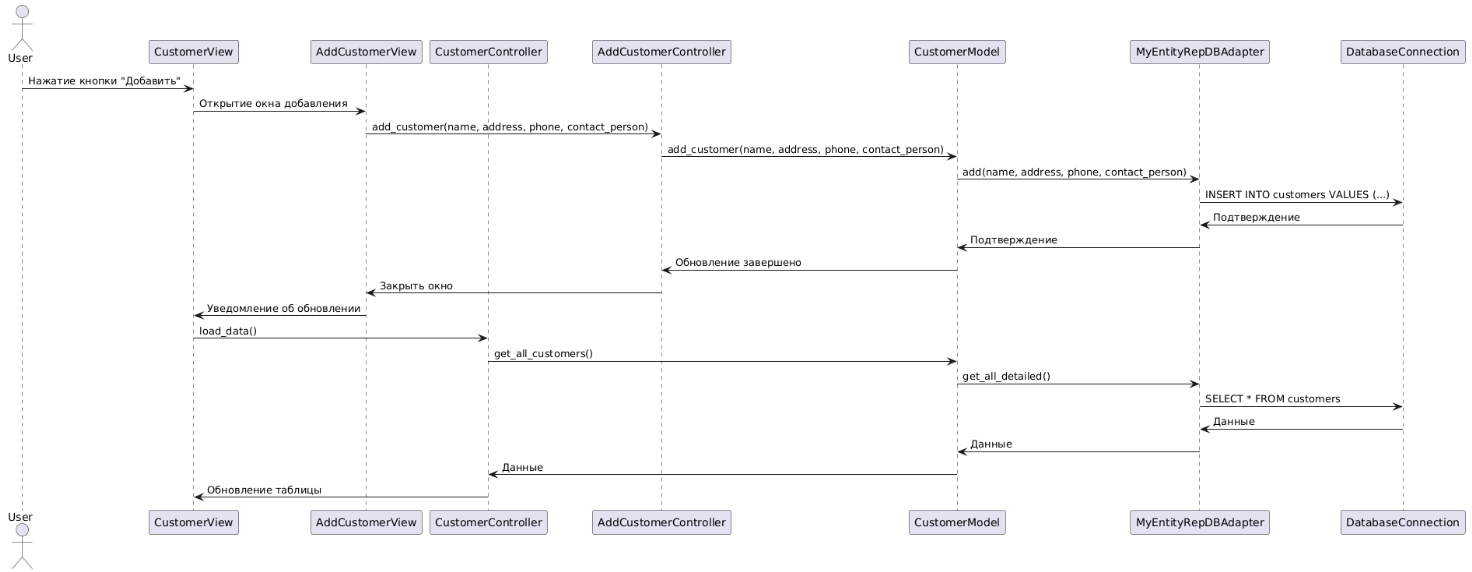 User
CustomerView
AddCustomerView
CustomerController
AddCustomerController
CustomerModel
MyEntityRepDBAdapter
DatabaseConnection
Нажатие кнопки "Добавить"
Открытие окна добавления
add_customer(name, address, phone, contact_person)
add_customer(name, address, phone, contact_person)
add(name, address, phone, contact_person)
INSERT INTO customers VALUES (...)
Подтверждение
Подтверждение
Обновление завершено
Закрыть окно
Уведомление об обновлении
load_data()
get_all_customers()
get_all_detailed()
SELECT * FROM customers
Данные
Данные
Данные
Обновление таблицы
User
CustomerView
AddCustomerView
CustomerController
AddCustomerController
CustomerModel
MyEntityRepDBAdapter
DatabaseConnection